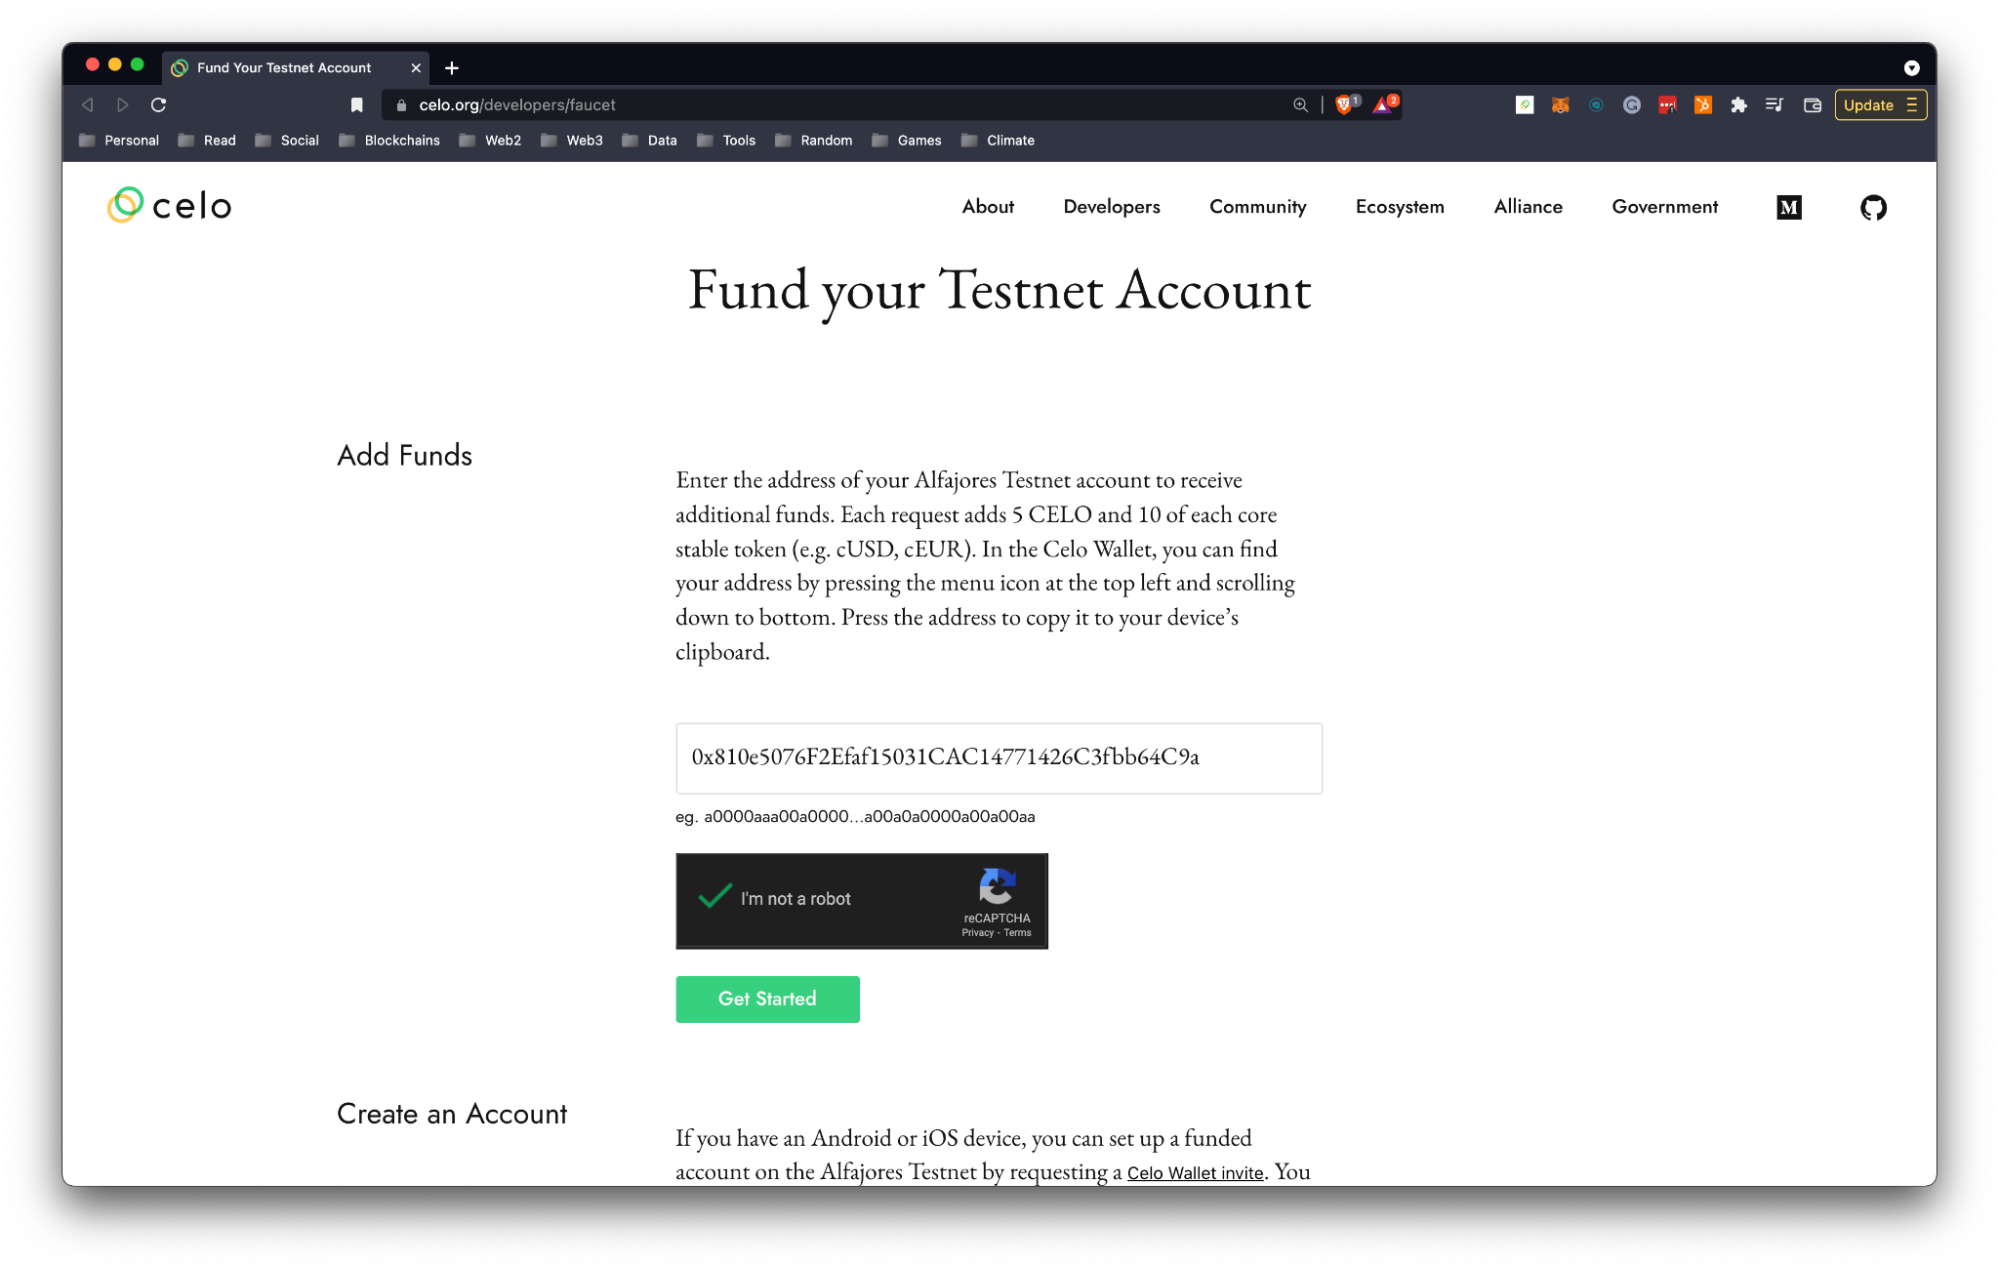 Fund Your Testnet Account
celo.org/developers/faucet
1
2
Update
Personal Read Social Blockchains Web2 Web3 Data Tools Random Games Climate
celo
About Developers Community Ecosystem Alliance Government M
Fund your Testnet Account
Add Funds
Enter the address of your Alfajores Testnet account to receive
additional funds. Each request adds 5 CELO and 10 of each core
stable token (e.g. cUSD, cEUR). In the Celo Wallet, you can find
your address by pressing the menu icon at the top left and scrolling
down to bottom. Press the address to copy it to your device’s
clipboard.
0x810e5076F2Efaf15031CAC14771426C3fbb64C9a
eg. a0000aaa00a0000...a00a0a0000a00a00aa
I'm not a robot
reCAPTCHA
Privacy - Terms
Get Started
Create an Account
If you have an Android or iOS device, you can set up a funded
account on the Alfajores Testnet by requesting a Celo Wallet invite. You